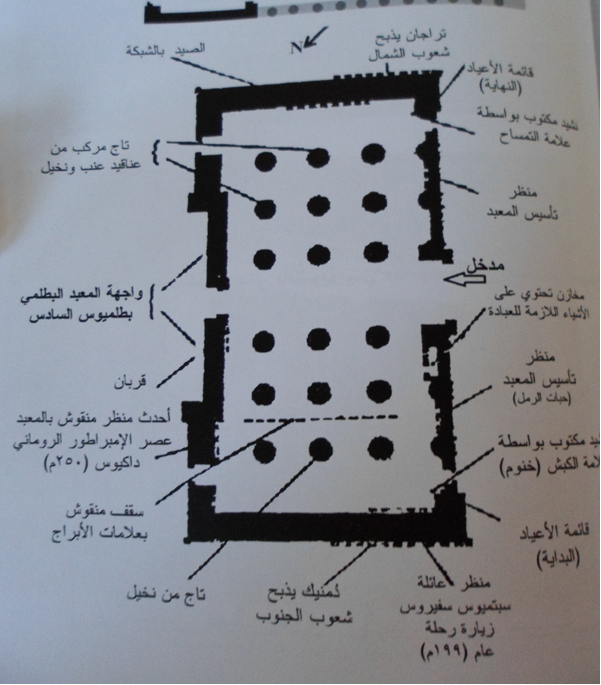 N
تراجان يذبح
شعوب الشمال
الصيد بالشبكة
قائمة الأعياد
(النهاية)
نشيد مكتوب بواسطة
علامة التمساح
تاج مركب من
عناقيد عنب ونخيل
منظر
تأسيس المعبد
مدخل
واجهة المعبد البطلمي
بطلميوس السادس
مخازن تحتوي على
الأشياء اللازمة للعبادة
منظر
تأسيس المعبد
(حبات الرمل)
قربان
أحدث منظر منقوش بالمعبد
عصر الإمبراطور الروماني
داكيوس (٢٥٠م)
مكتوب بواسطة
الكبش (خنوم)
سقف منقوش
بعلامات الأبراج
قائمة الأعياد
(البداية)
تاج من نخيل
دمنيك يذبح
شعوب الجنوب
منظر عائلة
سبتميوس سفيروس
زيارة رحلة
عام (١٩٩م)